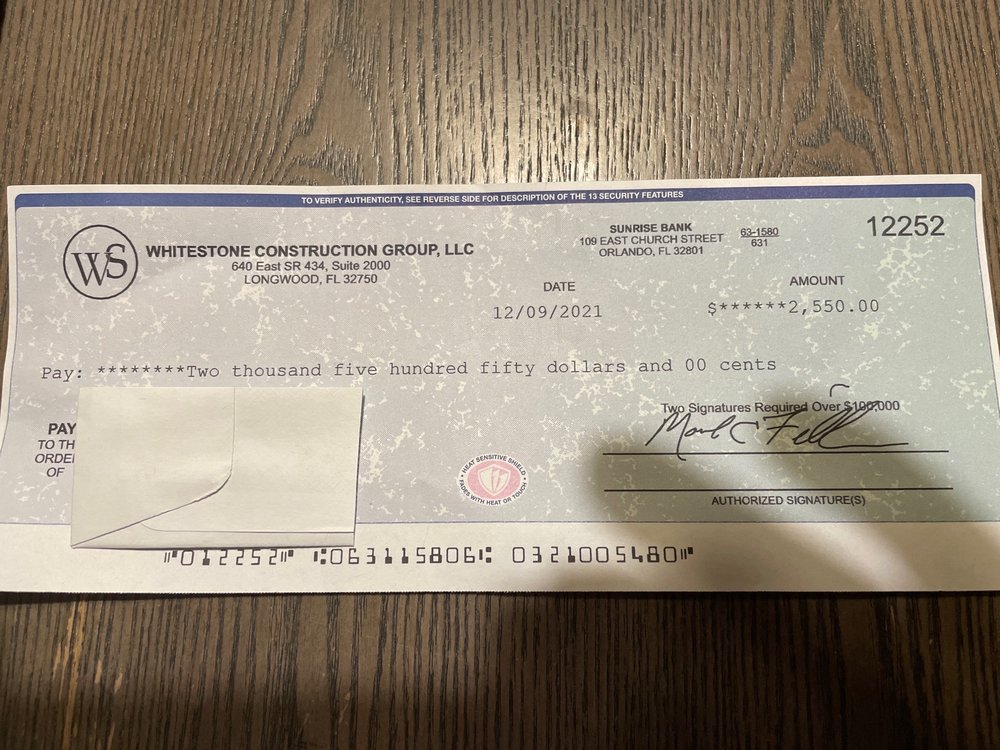 TO VERIFY AUTHENTICITY, SEE REVERSE SIDE FOR DESCRIPTION OF THE 13 SECURITY FEATURES
WS
WHITESTONE CONSTRUCTION GROUP, LLC
640 East SR 434, Suite 2000
LONGWOOD, FL 32750
SUNRISE BANK
109 EAST CHURCH STREET
ORLANDO, FL 32801
63-1580
631
12252
DATE
12/09/2021
AMOUNT
$******2,550.00
Pay: ********Two thousand five hundred fifty dollars and 00 cents
PAY
TO TH
ORDE
OF
Two Signatures Required Over $100,000
HEAT SENSITIVE SHIELD
FADES WITH HEAT OR TOUCH
AUTHORIZED SIGNATURE(S)
⑈012252⑈ ⑆063115806⑆ 0321005480⑈